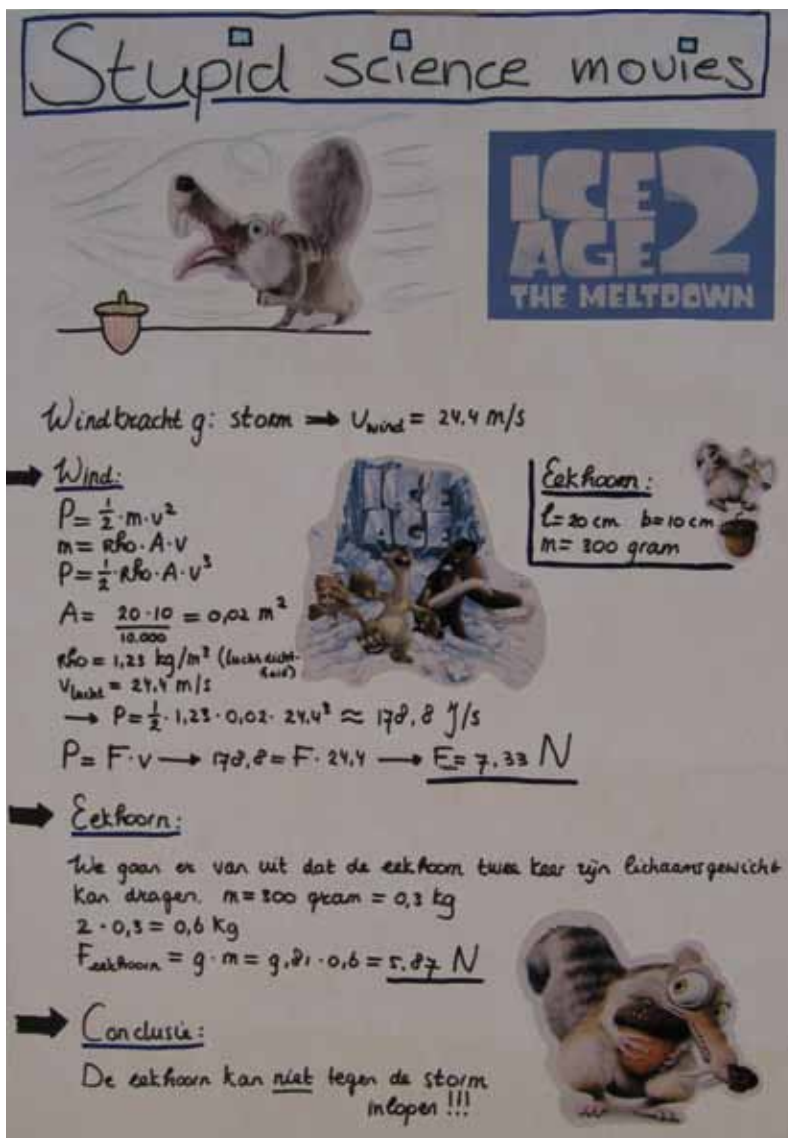 Stupid science movies
ICE
AGE 2
THE MELTDOWN
Windkracht 9: storm → Vwind = 24.4 m/s
Wind:
P = ½ · m · v²
m = Rho · A · v
P = ½ · Rho · A · v³
A = 20 · 10 / 10.000 = 0,02 m²
Rho = 1,23 kg/m³ (luchtdicht-
heid)
Vlucht = 24,4 m/s
→ P = ½ · 1,23 · 0,02 · 24.4³ ≈ 178,8 J/s
P = F · v → 178,8 = F · 24,4 → F = 7,33 N
ICE
AGE
Eekhoorn:
l = 20 cm b = 10 cm
m = 300 gram
Eekhoorn:
We gaan er van uit dat de eekhoorn twee keer zijn lichaamsgewicht
kan dragen. m = 300 gram = 0,3 kg
2 · 0,3 = 0,6 kg
Feekhoorn = g · m = 9,81 · 0,6 = 5.87 N
Conclusie:
De eekhoorn kan niet tegen de storm
inlopen !!!